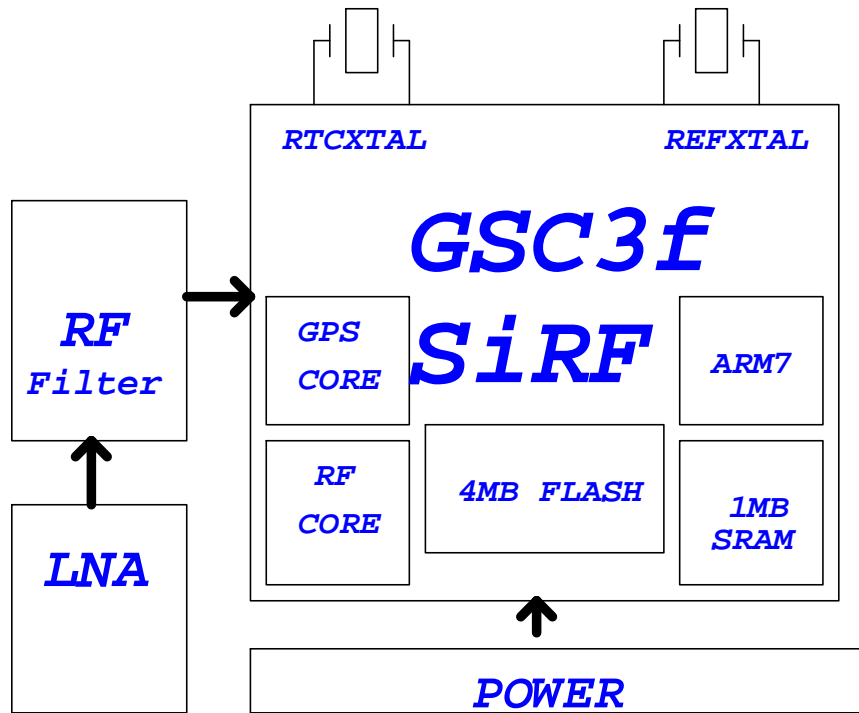 RTCXTAL
REFXTAL
GSC3f
SiRF
RF
Filter
GPS
CORE
ARM7
RF
CORE
4MB FLASH
1MB
SRAM
LNA
POWER